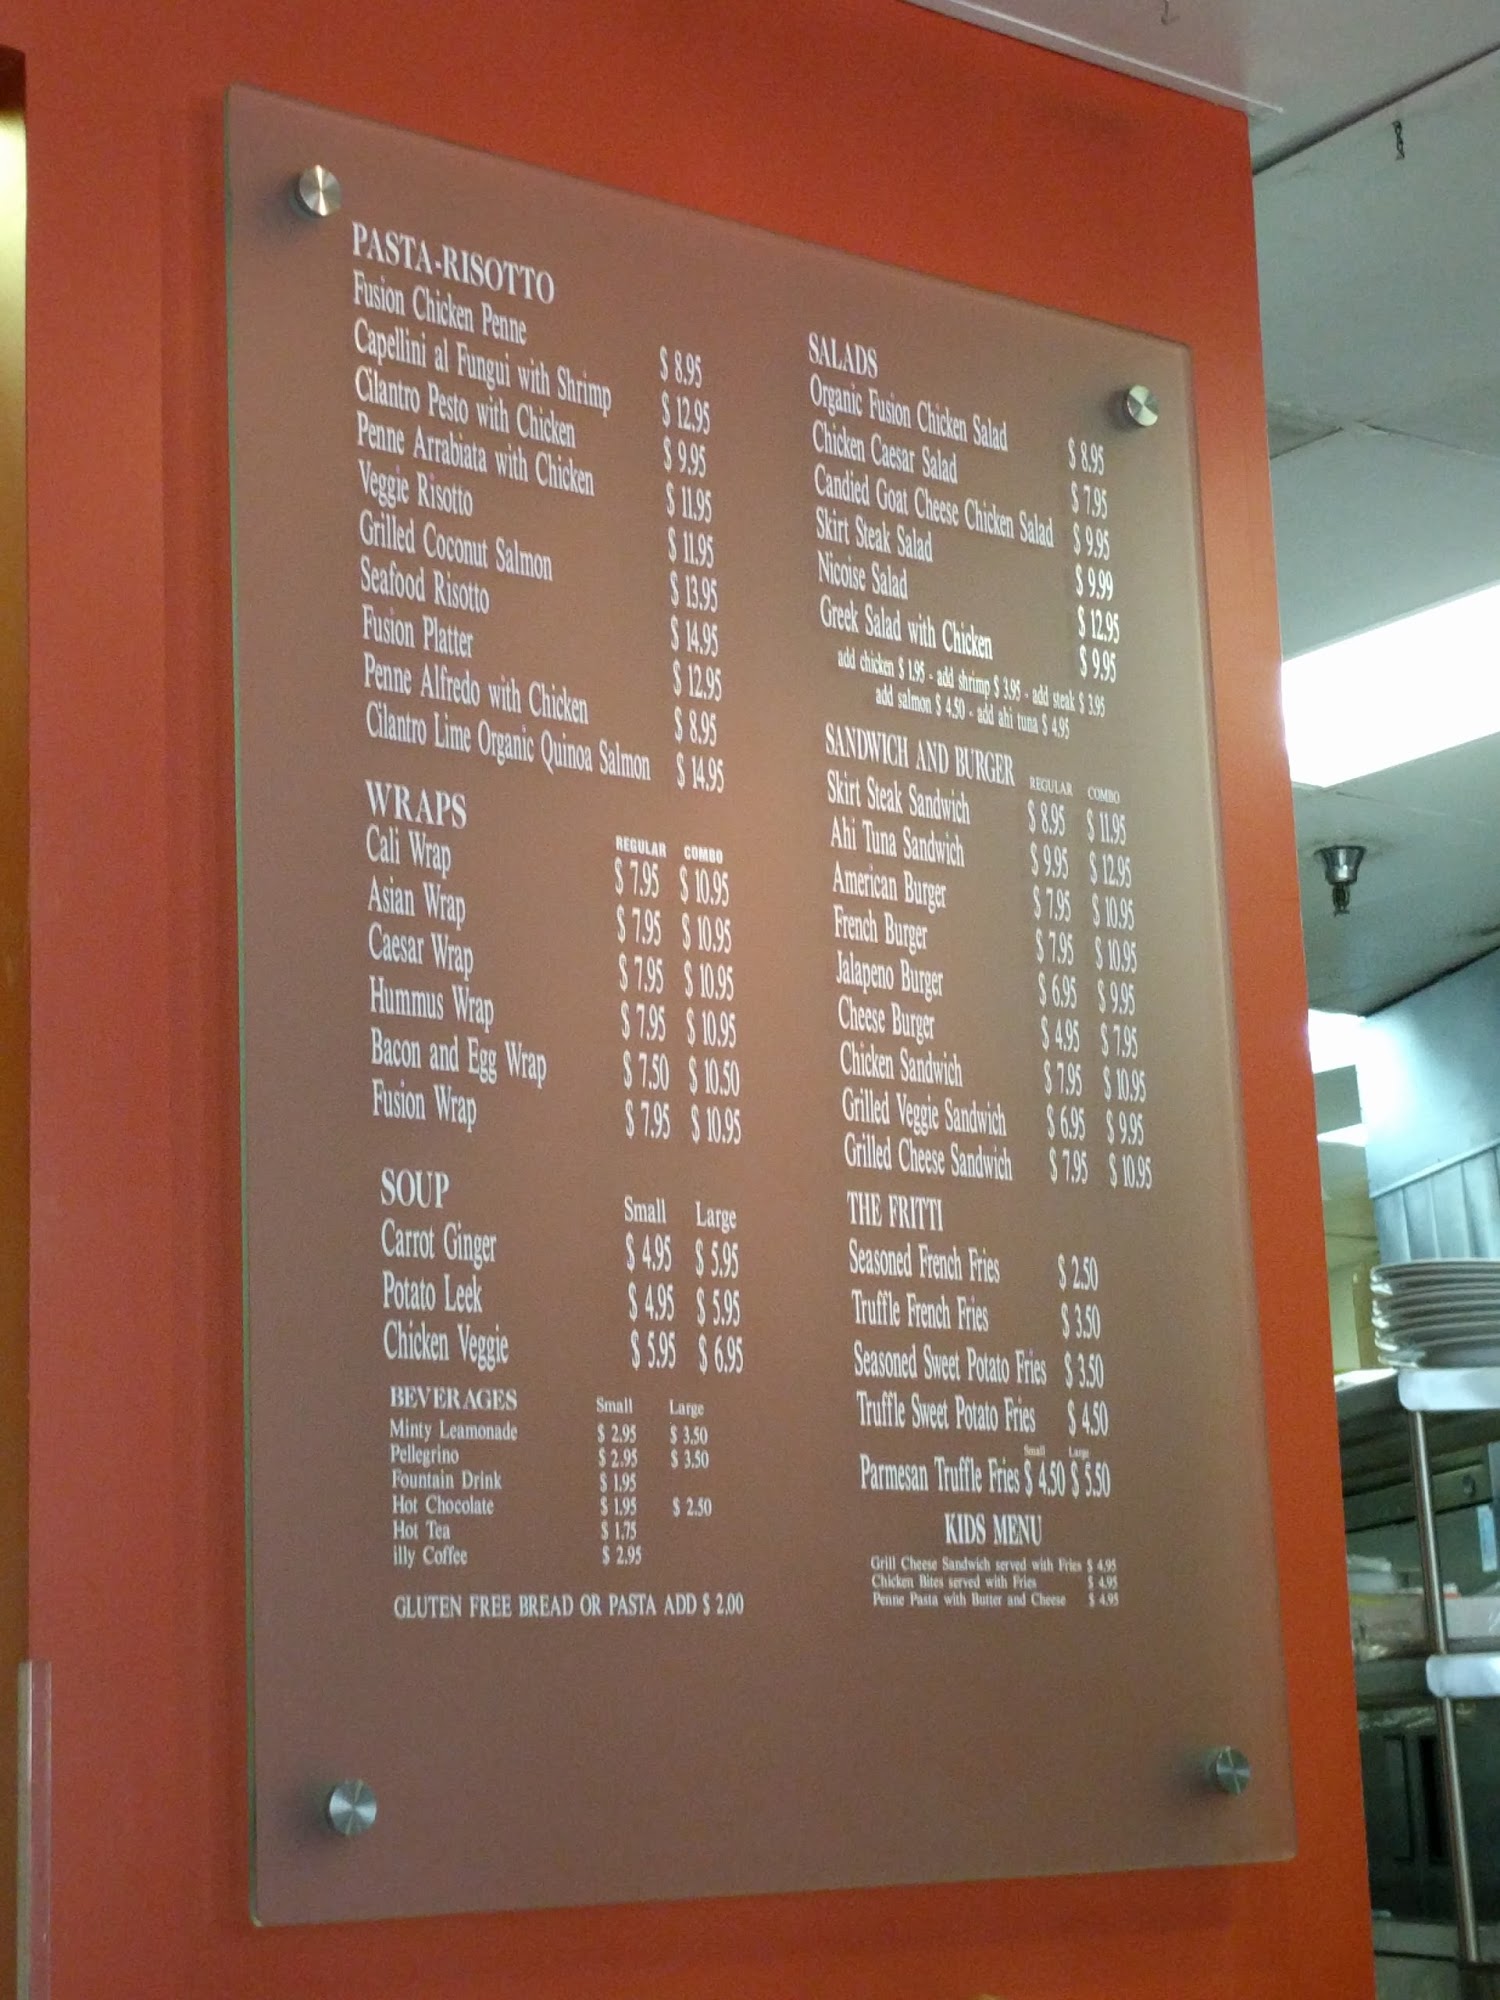 PASTA-RISOTTO
Fusion Chicken Penne $ 8.95
Capellini al Fungui with Shrimp $ 12.95
Cilantro Pesto with Chicken $ 9.95
Penne Arrabiata with Chicken $ 11.95
Veggie Risotto $ 11.95
Grilled Coconut Salmon $ 13.95
Seafood Risotto $ 14.95
Fusion Platter $ 12.95
Penne Alfredo with Chicken $ 8.95
Cilantro Lime Organic Quinoa Salmon $ 14.95
WRAPS REGULAR COMBO
Cali Wrap $ 7.95 $ 10.95
Asian Wrap $ 7.95 $ 10.95
Caesar Wrap $ 7.95 $ 10.95
Hummus Wrap $ 7.95 $ 10.95
Bacon and Egg Wrap $ 7.50 $ 10.50
Fusion Wrap $ 7.95 $ 10.95
SOUP Small Large
Carrot Ginger $ 4.95 $ 5.95
Potato Leek $ 4.95 $ 5.95
Chicken Veggie $ 5.95 $ 6.95
BEVERAGES Small Large
Minty Leamonade $ 2.95 $ 3.50
Pellegrino $ 2.95 $ 3.50
Fountain Drink $ 1.95
Hot Chocolate $ 1.95 $ 2.50
Hot Tea $ 1.75
illy Coffee $ 2.95
GLUTEN FREE BREAD OR PASTA ADD $ 2.00
SALADS
Organic Fusion Chicken Salad $ 8.95
Chicken Caesar Salad $ 7.95
Candied Goat Cheese Chicken Salad $ 9.95
Skirt Steak Salad $ 9.99
Nicoise Salad $ 12.95
Greek Salad with Chicken $ 9.95
add chicken $ 1.95 - add shrimp $ 3.95 - add steak $ 3.95
add salmon $ 4.50 - add ahi tuna $ 4.95
SANDWICH AND BURGER REGULAR COMBO
Skirt Steak Sandwich $ 8.95 $ 11.95
Ahi Tuna Sandwich $ 9.95 $ 12.95
American Burger $ 7.95 $ 10.95
French Burger $ 7.95 $ 10.95
Jalapeno Burger $ 6.95 $ 9.95
Cheese Burger $ 4.95 $ 7.95
Chicken Sandwich $ 7.95 $ 10.95
Grilled Veggie Sandwich $ 6.95 $ 9.95
Grilled Cheese Sandwich $ 7.95 $ 10.95
THE FRITTI
Seasoned French Fries $ 2.50
Truffle French Fries $ 3.50
Seasoned Sweet Potato Fries $ 3.50
Truffle Sweet Potato Fries $ 4.50
Small Large
Parmesan Truffle Fries $ 4.50 $ 5.50
KIDS MENU
Grill Cheese Sandwich served with Fries $ 4.95
Chicken Bites served with Fries $ 4.95
Penne Pasta with Butter and Cheese $ 4.95